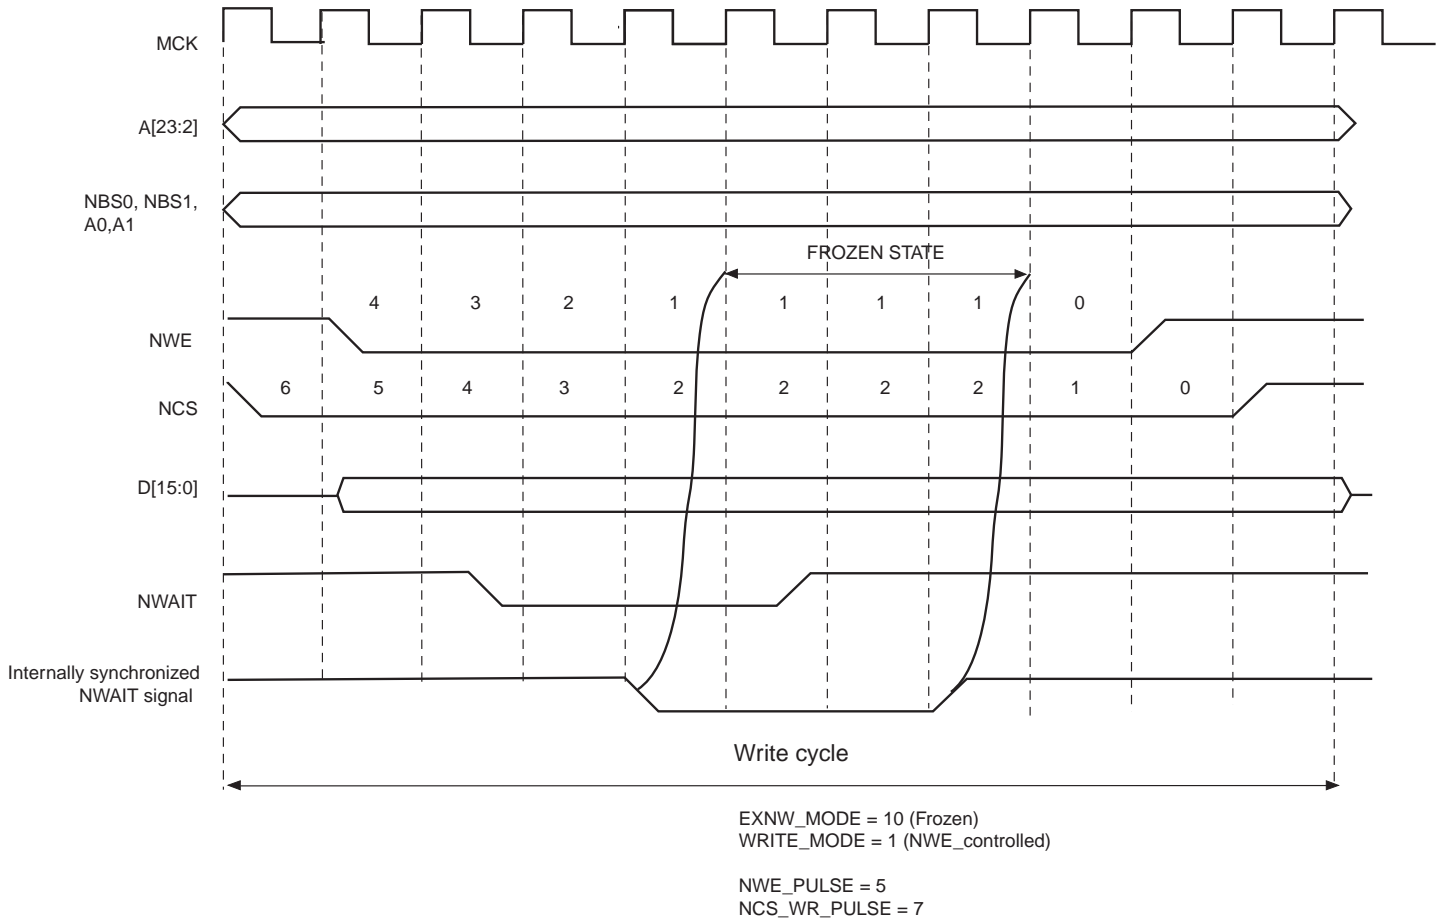 MCK
A[23:2]
NBS0, NBS1,
A0,A1
FROZEN STATE
4 3 2 1 1 1 1 0
NWE
6 5 4 3 2 2 2 2 1 0
NCS
D[15:0]
NWAIT
Internally synchronized
NWAIT signal
Write cycle
EXNW_MODE = 10 (Frozen)
WRITE_MODE = 1 (NWE_controlled)
NWE_PULSE = 5
NCS_WR_PULSE = 7